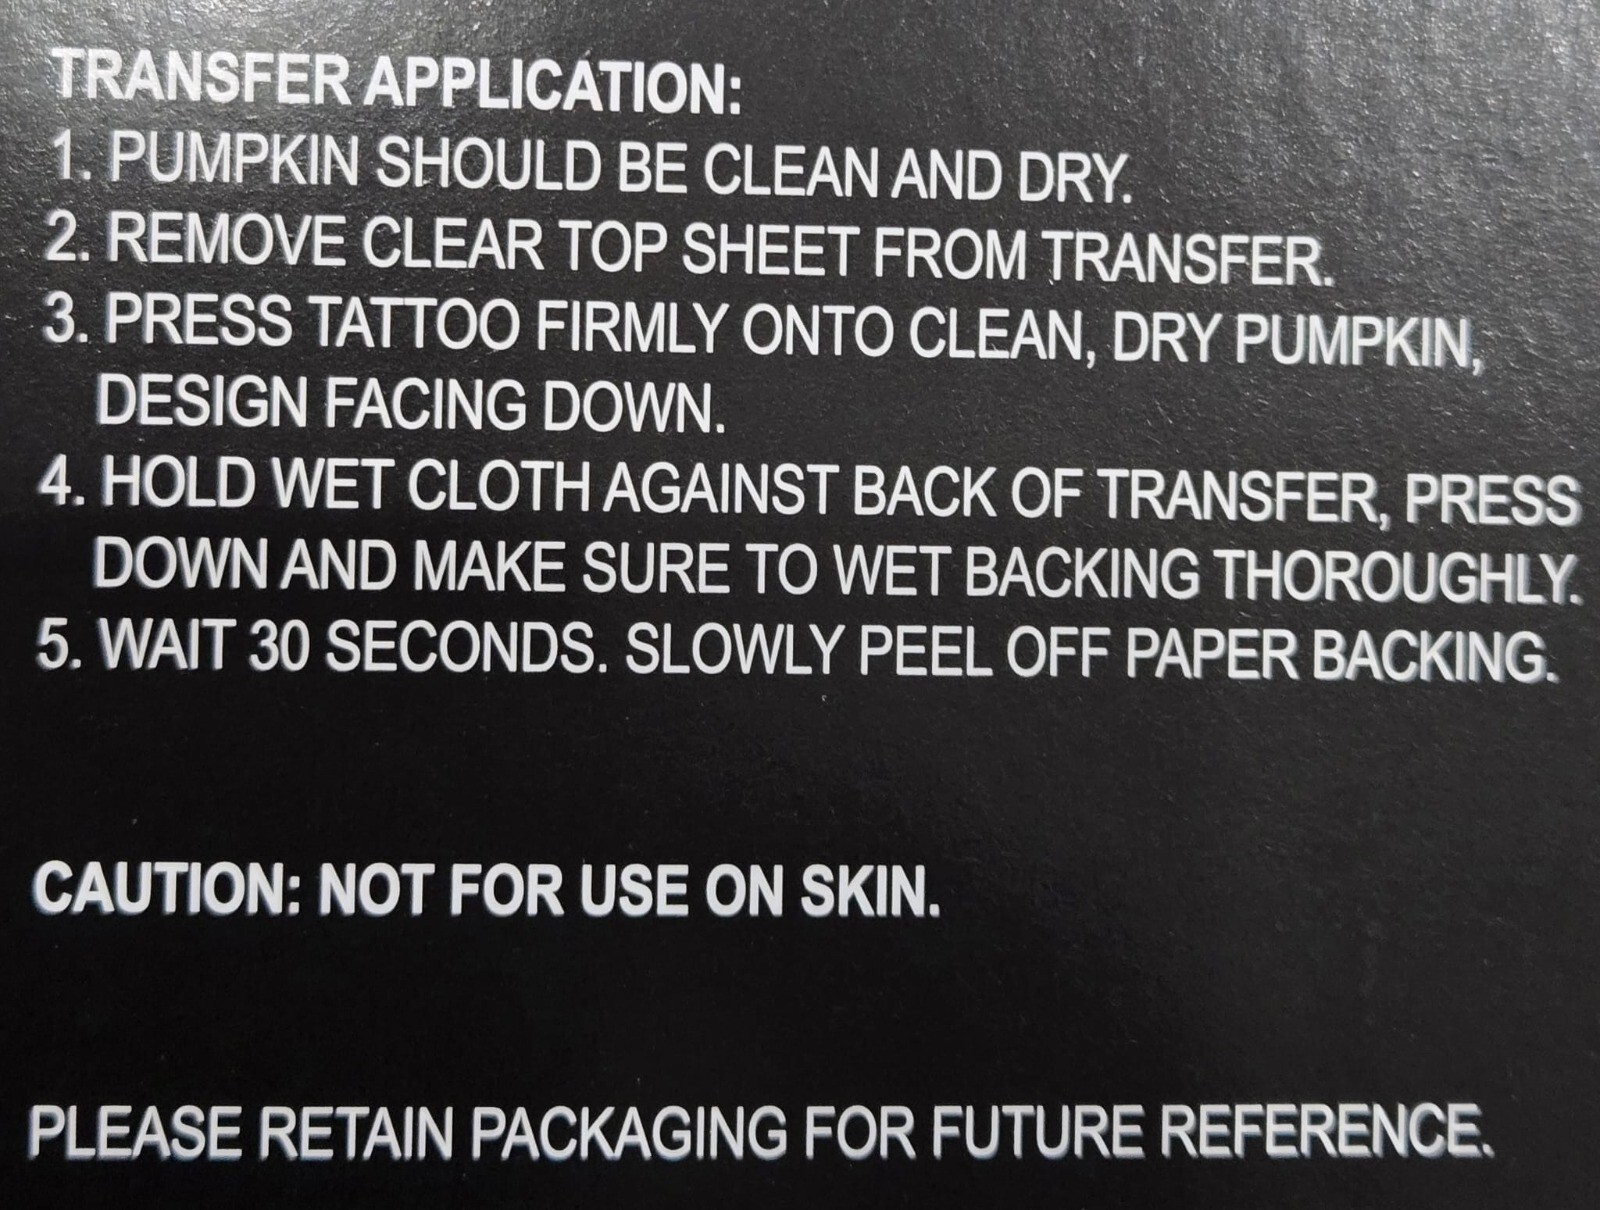 TRANSFER APPLICATION:
1. PUMPKIN SHOULD BE CLEAN AND DRY.
2. REMOVE CLEAR TOP SHEET FROM TRANSFER.
3. PRESS TATTOO FIRMLY ONTO CLEAN, DRY PUMPKIN,
DESIGN FACING DOWN.
4. HOLD WET CLOTH AGAINST BACK OF TRANSFER, PRESS
DOWN AND MAKE SURE TO WET BACKING THOROUGHLY.
5. WAIT 30 SECONDS. SLOWLY PEEL OFF PAPER BACKING.
CAUTION: NOT FOR USE ON SKIN.
PLEASE RETAIN PACKAGING FOR FUTURE REFERENCE.